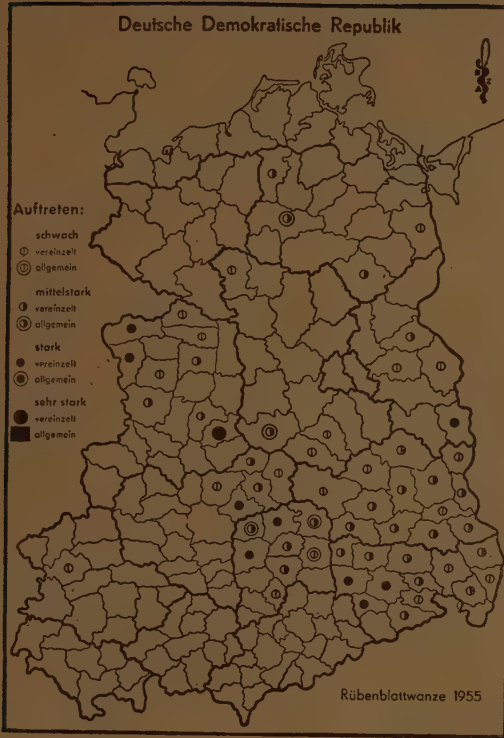 Deutsche Demokratische Republik
Auftreten:
schwach
vereinzelt
allgemein
mittelstark
vereinzelt
allgemein
stark
vereinzelt
allgemein
sehr stark
vereinzelt
allgemein
Rübenblattwanze 1955